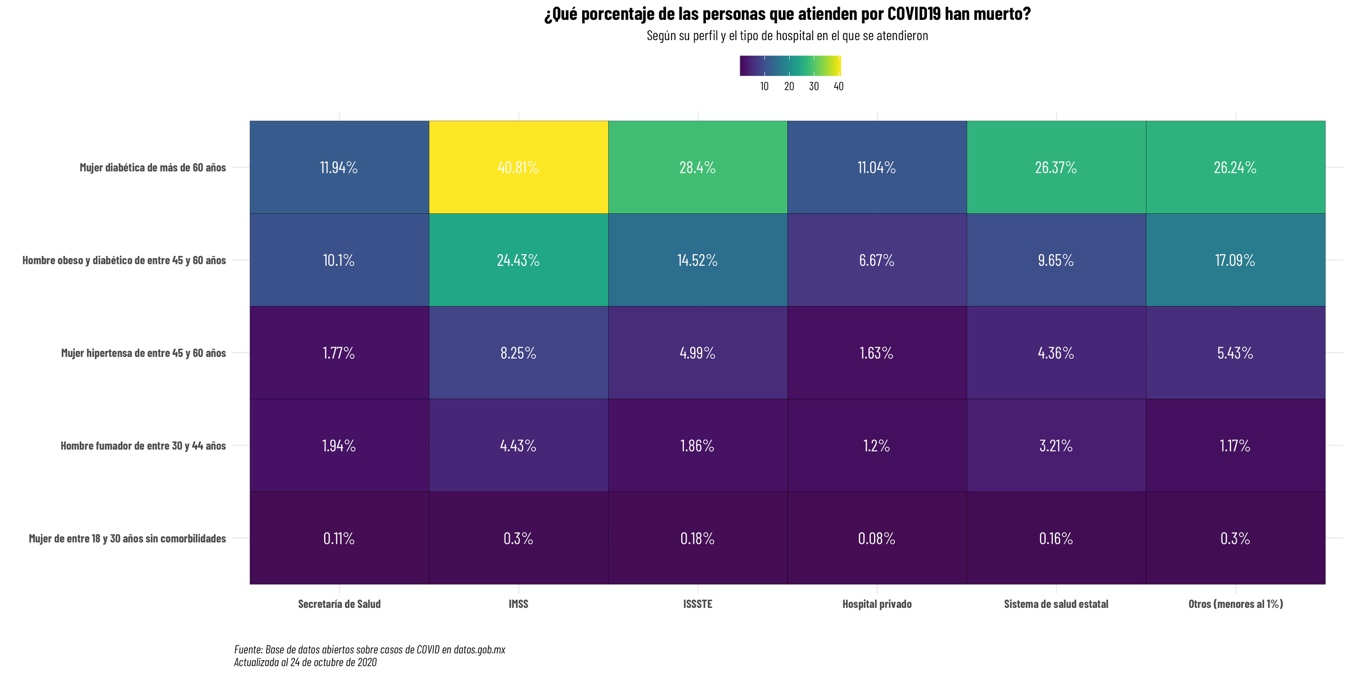 ¿Qué porcentaje de las personas que atienden por COVID19 han muerto?
Según su perfil y el tipo de hospital en el que se atendieron
10 20 30 40
Mujer diabética de más de 60 años 11.94% 40.81% 28.4% 11.04% 26.37% 26.24%
Hombre obeso y diabético de entre 45 y 60 años 10.1% 24.43% 14.52% 6.67% 9.65% 17.09%
Mujer hipertensa de entre 45 y 60 años 1.77% 8.25% 4.99% 1.63% 4.36% 5.43%
Hombre fumador de entre 30 y 44 años 1.94% 4.43% 1.86% 1.2% 3.21% 1.17%
Mujer de entre 18 y 30 años sin comorbilidades 0.11% 0.3% 0.18% 0.08% 0.16% 0.3%
Secretaría de Salud IMSS ISSSTE Hospital privado Sistema de salud estatal Otros (menores al 1%)
Fuente: Base de datos abiertos sobre casos de COVID en datos.gob.mx
Actualizada al 24 de octubre de 2020